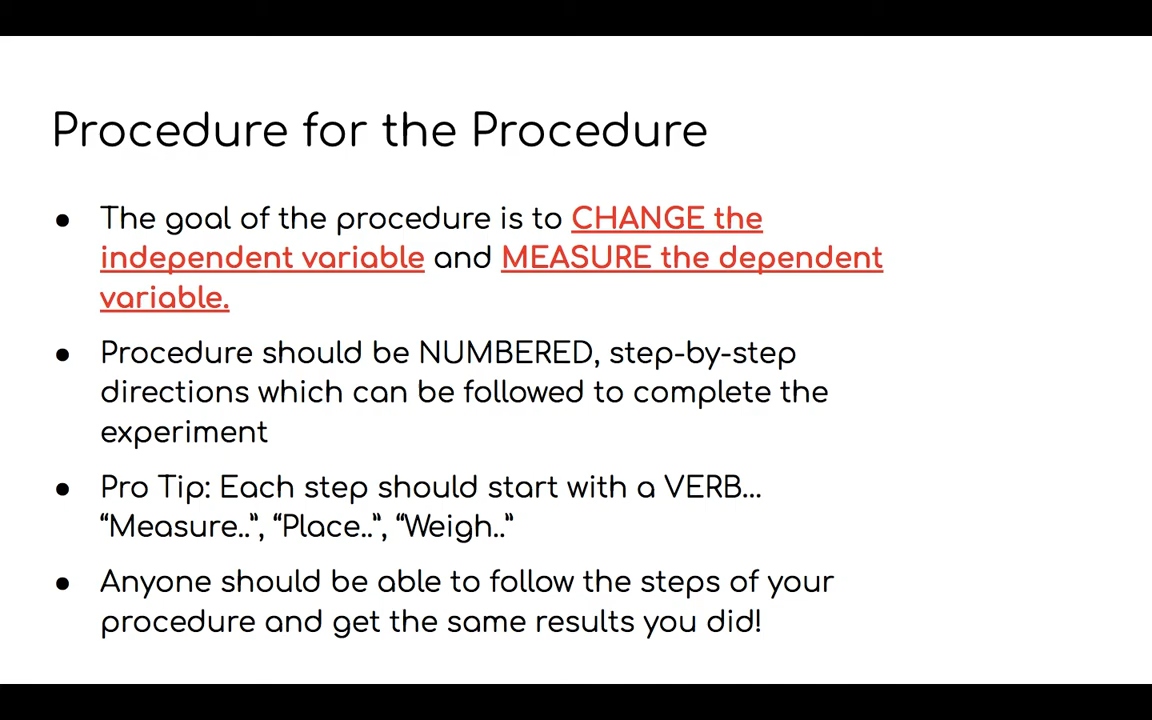 Procedure for the Procedure
● The goal of the procedure is to CHANGE the
independent variable and MEASURE the dependent
variable.
● Procedure should be NUMBERED, step-by-step
directions which can be followed to complete the
experiment
● Pro Tip: Each step should start with a VERB...
“Measure..”, “Place..”, “Weigh..”
● Anyone should be able to follow the steps of your
procedure and get the same results you did!